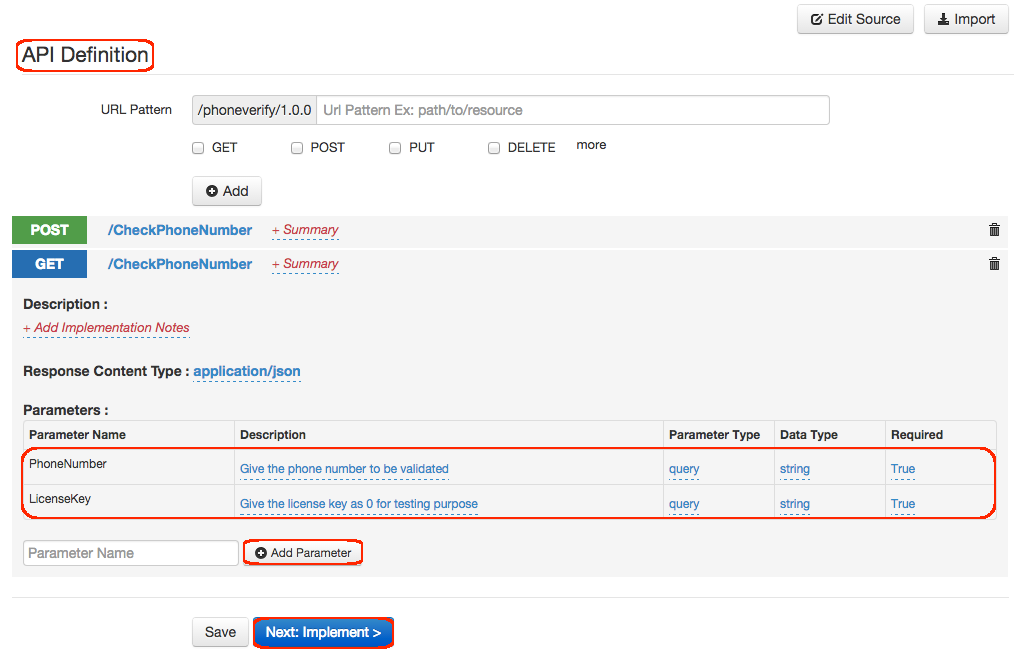 Edit Source Import
API Definition
URL Pattern /phoneverify/1.0.0 Url Pattern Ex: path/to/resource
GET POST PUT DELETE more
Add
POST /CheckPhoneNumber + Summary
GET /CheckPhoneNumber + Summary
Description :
+ Add Implementation Notes
Response Content Type : application/json
Parameters :
Parameter Name Description Parameter Type Data Type Required
PhoneNumber Give the phone number to be validated query string True
LicenseKey Give the license key as 0 for testing purpose query string True
Parameter Name Add Parameter
Save Next: Implement >